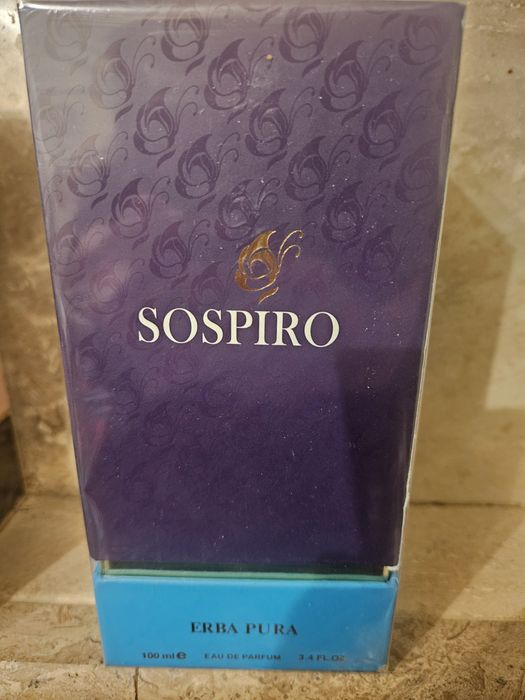 SOSPIRO
ERBA PURA
100 ml e EAU DE PARFUM 3.4 FL.OZ